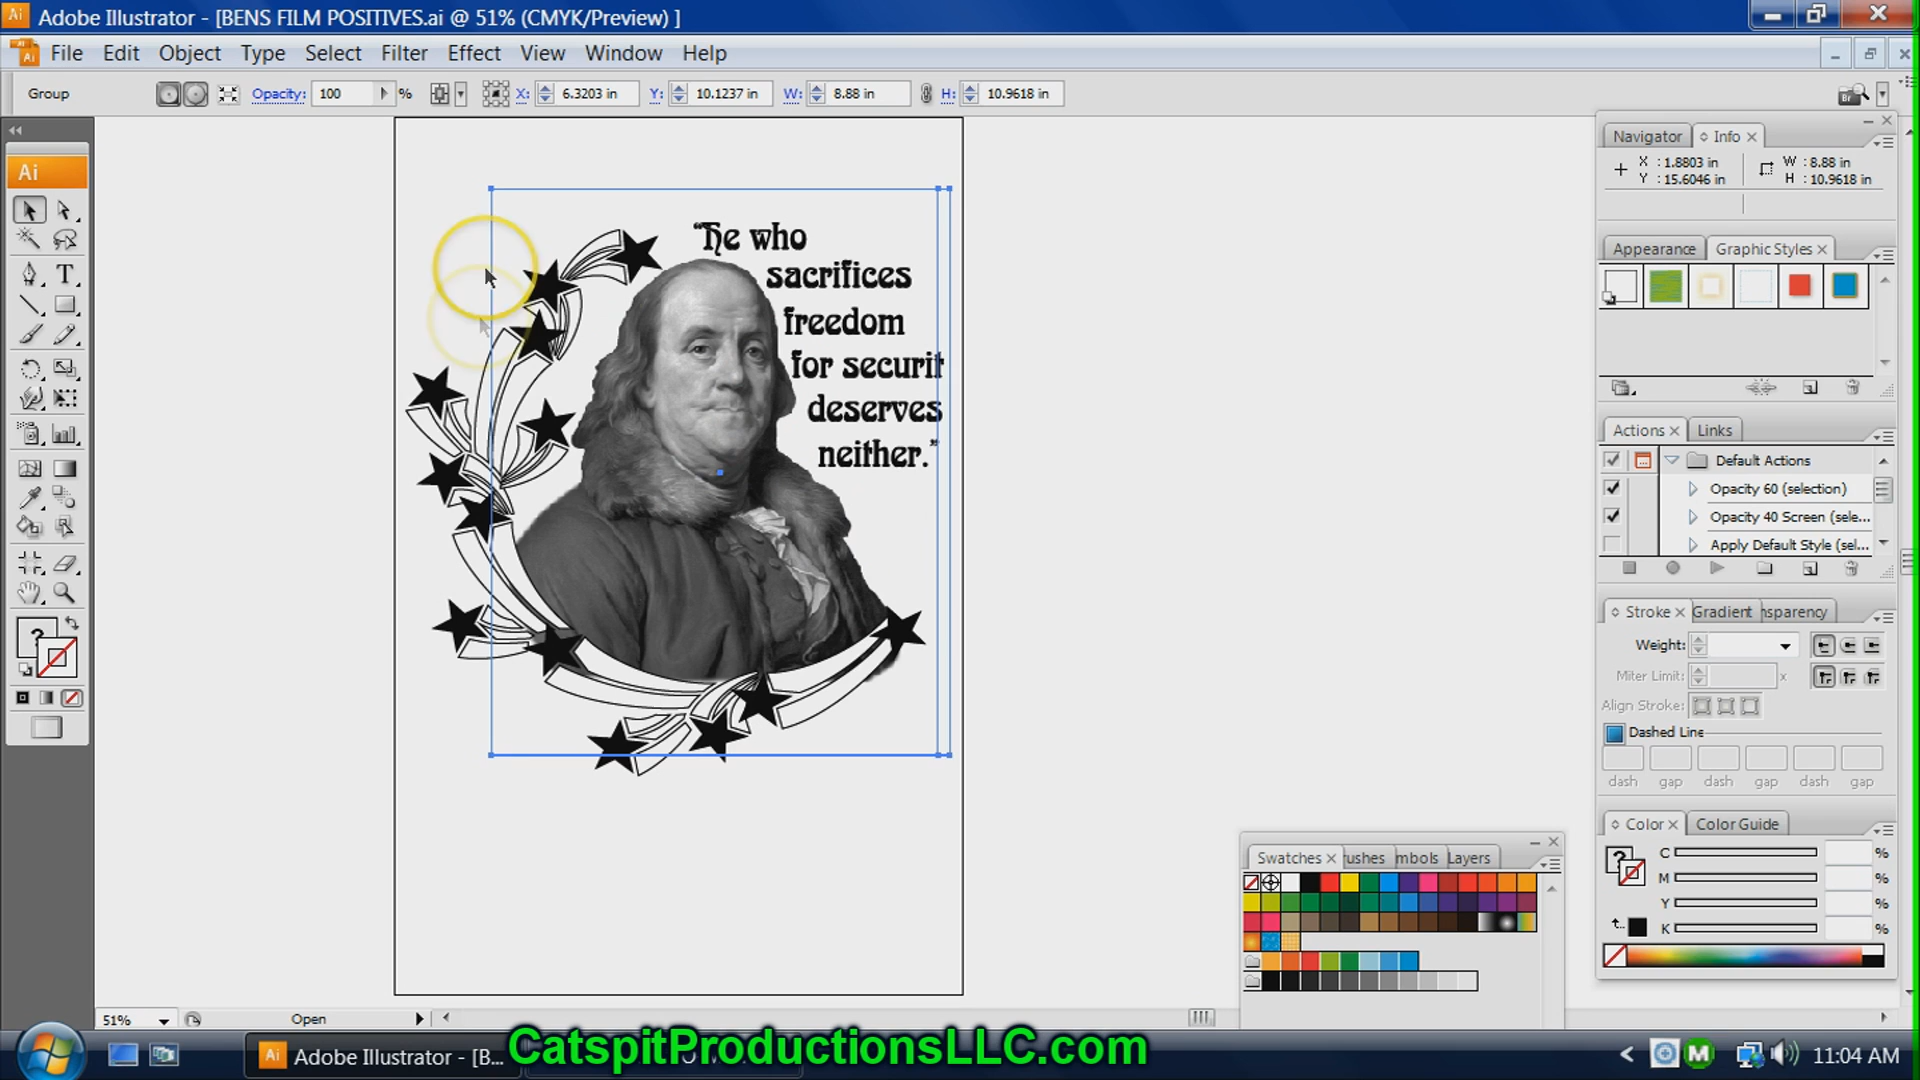 Adobe Illustrator - [BENS FILM POSITIVES.ai @ 51% (CMYK/Preview) ]
File Edit Object Type Select Filter Effect View Window Help
Group Opacity: 100 % X: 6.3203 in Y: 10.1237 in W: 8.88 in H: 10.9618 in
Ai
Navigator Info
X : 1.8803 in W : 8.88 in
Y : 15.6046 in H : 10.9618 in
Appearance Graphic Styles
"He who
sacrifices
freedom
for securit
deserves
neither."
Actions Links
Default Actions
Opacity 60 (selection)
Opacity 40 Screen (sele...
Apply Default Style (sel...
Stroke Gradient nsparency
Weight:
Miter Limit: x
Align Stroke:
Dashed Line
dash gap dash gap dash gap
Color Color Guide
C %
M %
Y %
K %
Swatches rushes mbols Layers
51% Open
Adobe Illustrator - [B...
CatspitProductionsLLC.com
11:04 AM